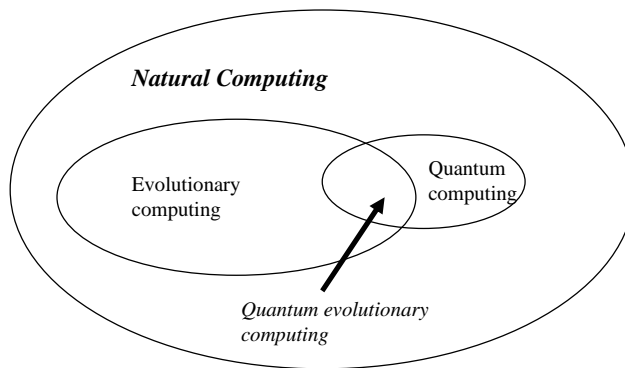 Natural Computing
Evolutionary
computing
Quantum
computing
Quantum evolutionary
computing